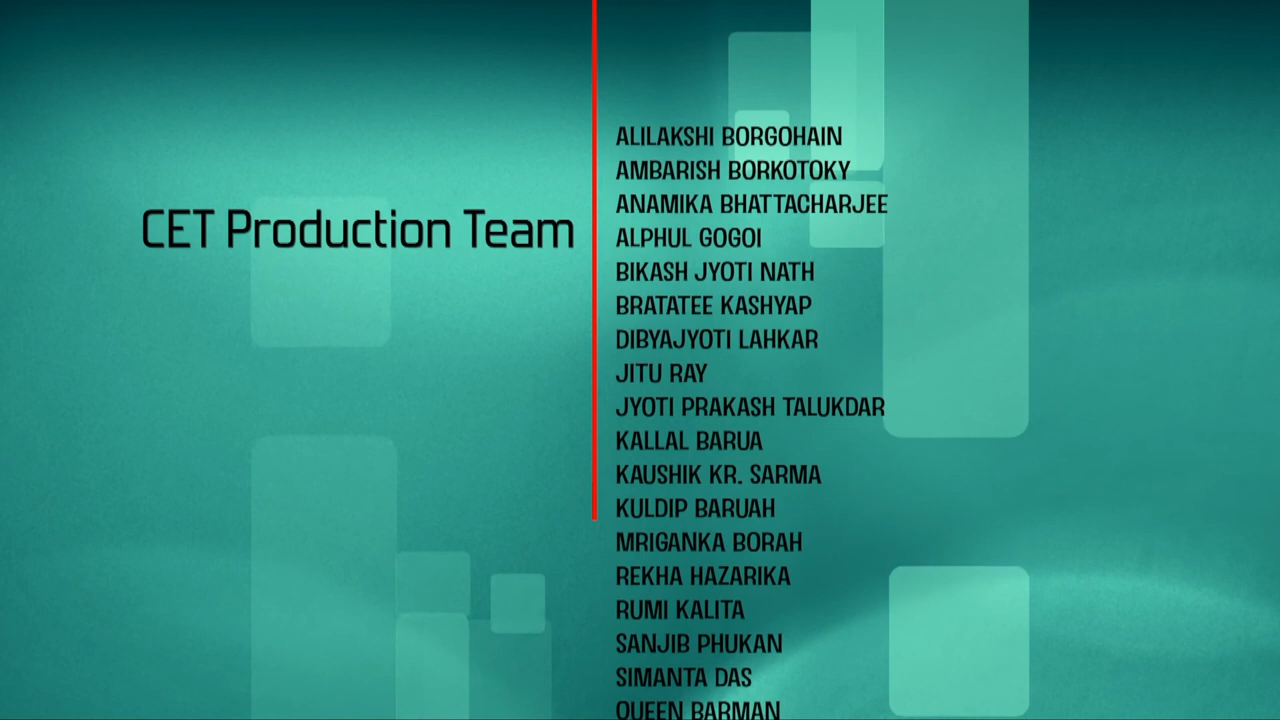 CET Production Team
ALILAKSHI BORGOHAIN
AMBARISH BORKOTOKY
ANAMIKA BHATTACHARJEE
ALPHUL GOGOI
BIKASH JYOTI NATH
BRATATEE KASHYAP
DIBYAJYOTI LAHKAR
JITU RAY
JYOTI PRAKASH TALUKDAR
KALLAL BARUA
KAUSHIK KR. SARMA
KULDIP BARUAH
MRIGANKA BORAH
REKHA HAZARIKA
RUMI KALITA
SANJIB PHUKAN
SIMANTA DAS
QUEEN BARMAN